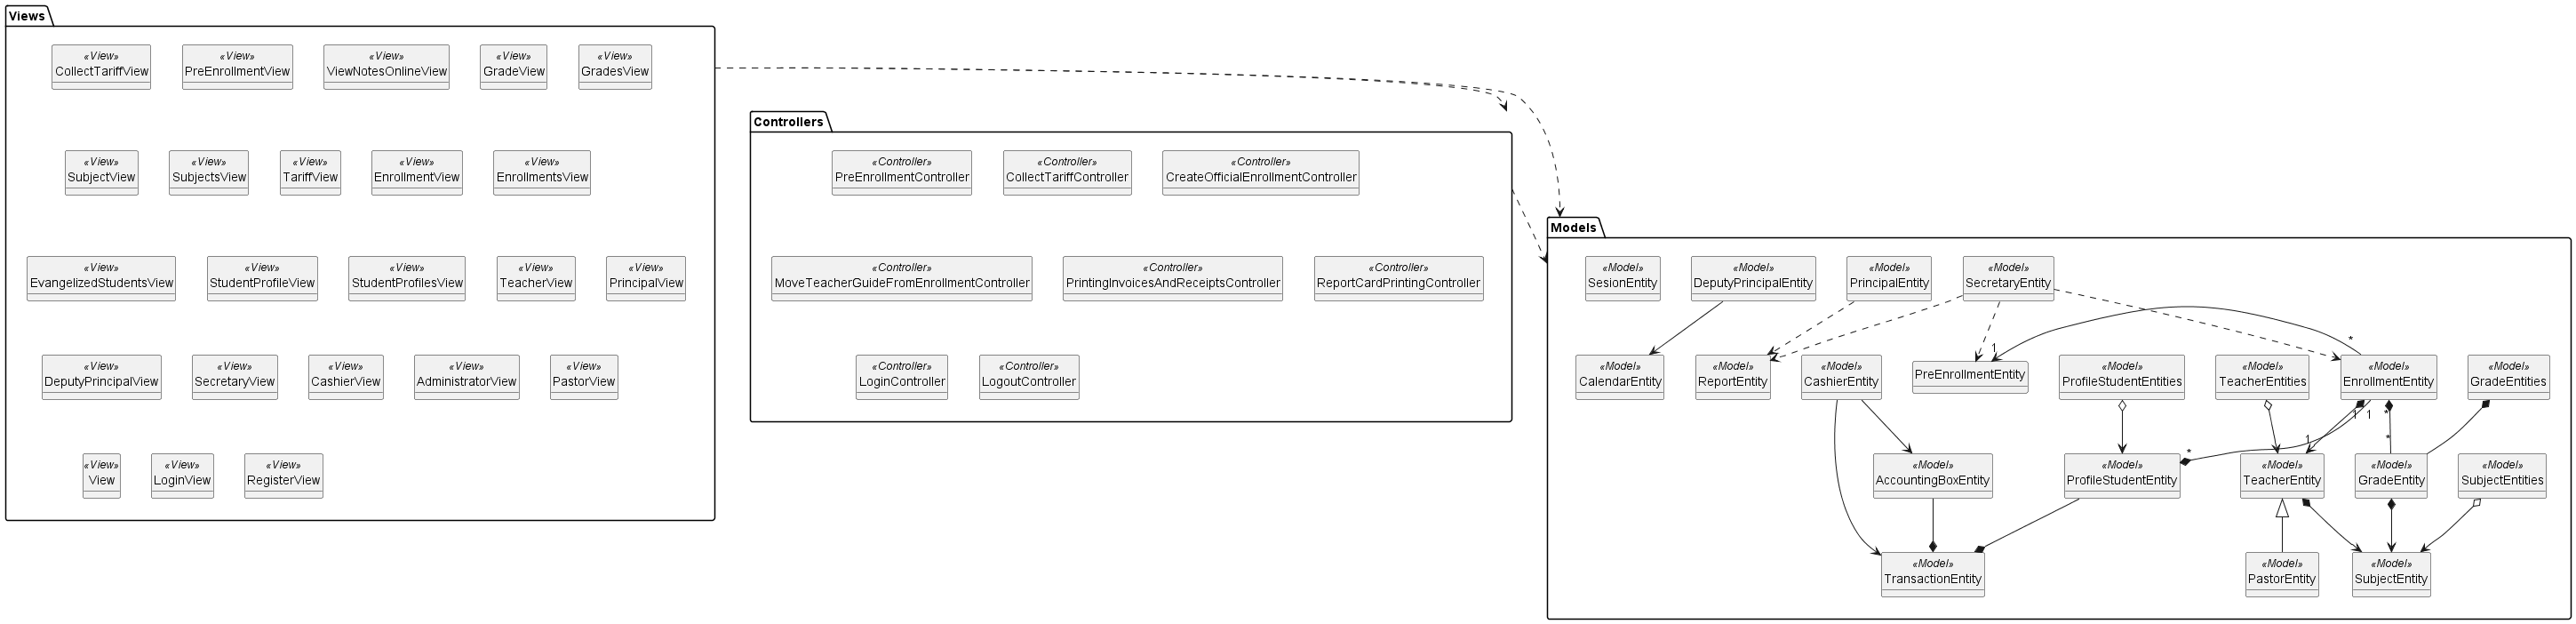 Views
«View»
CollectTariffView
«View»
PreEnrollmentView
«View»
ViewNotesOnlineView
«View»
GradeView
«View»
GradesView
«View»
SubjectView
«View»
SubjectsView
«View»
TariffView
«View»
EnrollmentView
«View»
EnrollmentsView
«View»
EvangelizedStudentsView
«View»
StudentProfileView
«View»
StudentProfilesView
«View»
TeacherView
«View»
PrincipalView
«View»
DeputyPrincipalView
«View»
SecretaryView
«View»
CashierView
«View»
AdministratorView
«View»
PastorView
«View»
View
«View»
LoginView
«View»
RegisterView
Controllers
«Controller»
PreEnrollmentController
«Controller»
CollectTariffController
«Controller»
CreateOfficialEnrollmentController
«Controller»
MoveTeacherGuideFromEnrollmentController
«Controller»
PrintingInvoicesAndReceiptsController
«Controller»
ReportCardPrintingController
«Controller»
LoginController
«Controller»
LogoutController
Models
«Model»
SesionEntity
«Model»
DeputyPrincipalEntity
«Model»
PrincipalEntity
«Model»
SecretaryEntity
*
1
«Model»
CalendarEntity
«Model»
ReportEntity
«Model»
CashierEntity
PreEnrollmentEntity
«Model»
ProfileStudentEntities
«Model»
TeacherEntities
«Model»
EnrollmentEntity
«Model»
GradeEntities
1
1
*
1
*
*
«Model»
AccountingBoxEntity
«Model»
ProfileStudentEntity
«Model»
TeacherEntity
«Model»
GradeEntity
«Model»
SubjectEntities
«Model»
TransactionEntity
«Model»
PastorEntity
«Model»
SubjectEntity